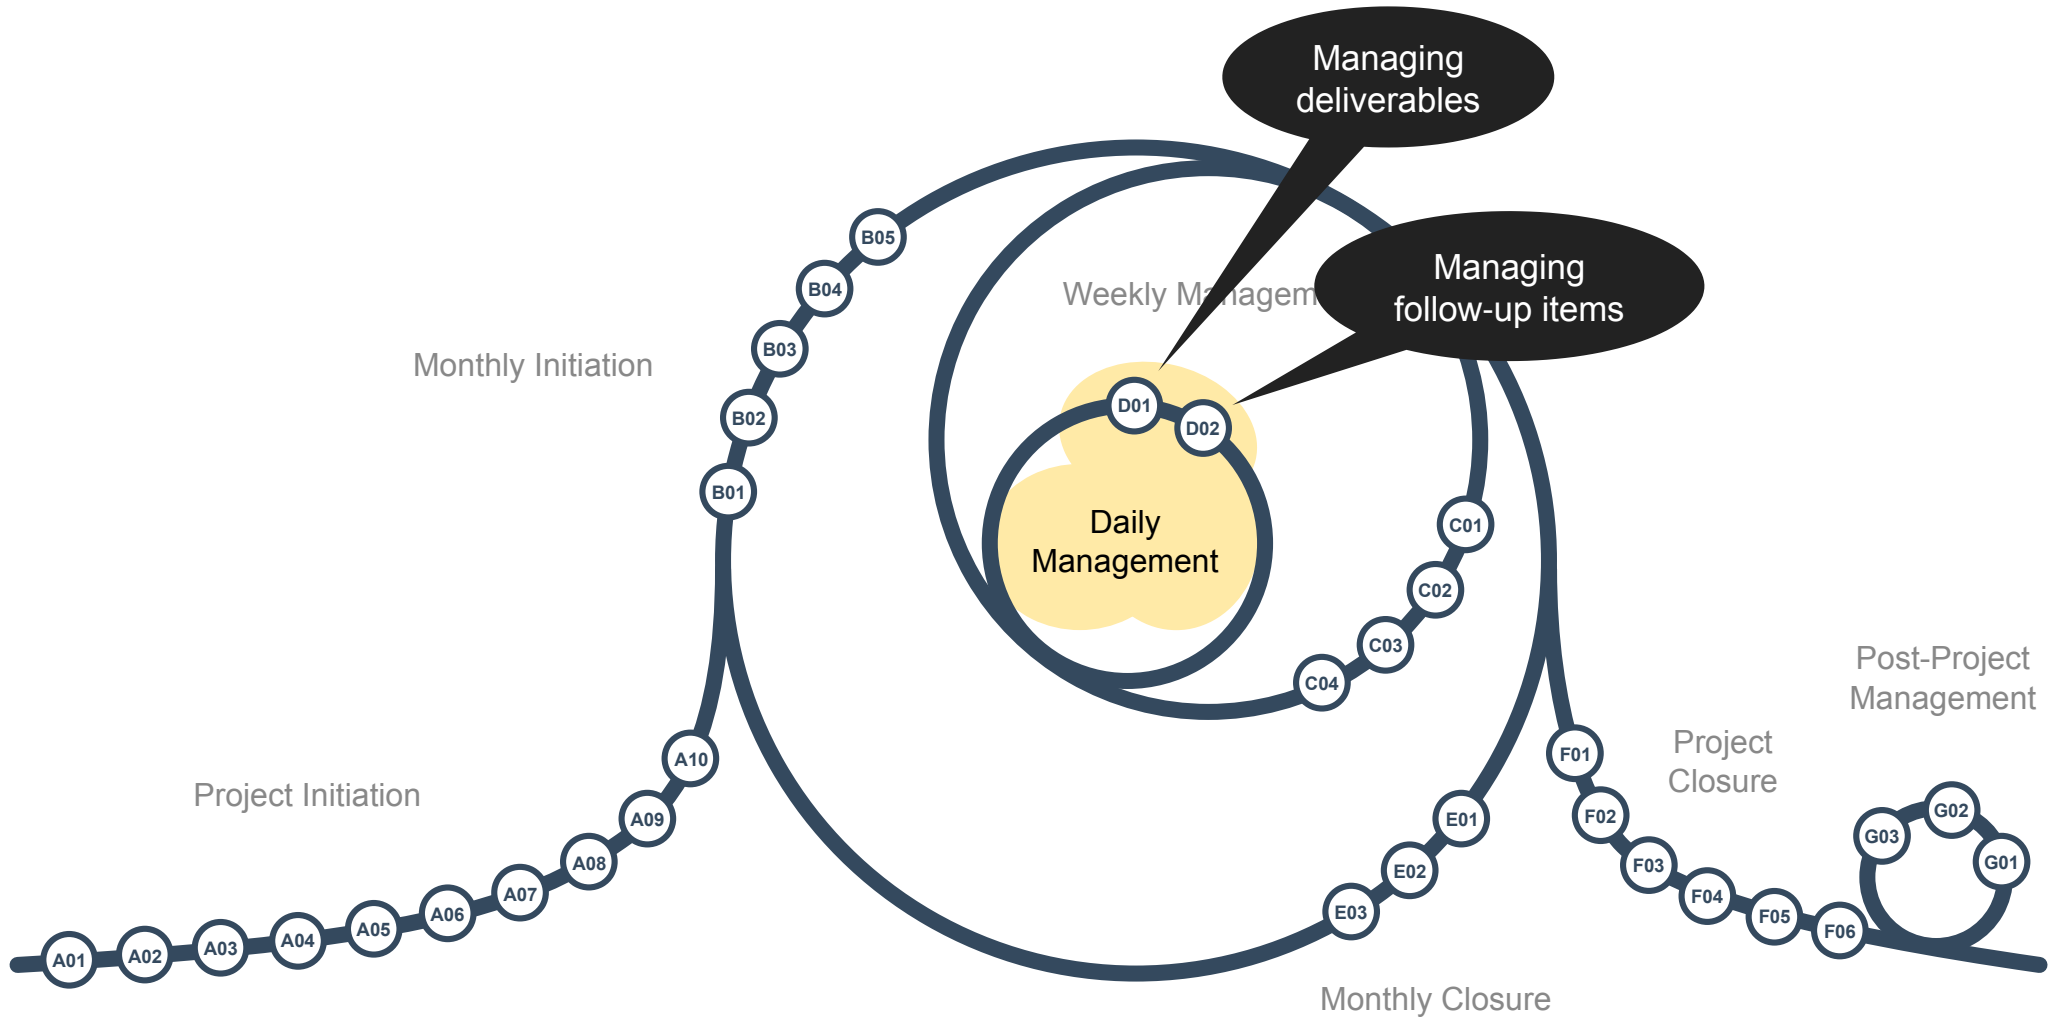 Managing
deliverables
Managing
follow-up items
Weekly Managem
Monthly Initiation
Daily
Management
Project Initiation
Monthly Closure
Project
Closure
Post-Project
Management
A01
A02
A03
A04
A05
A06
A07
A08
A09
A10
B01
B02
B03
B04
B05
D01
D02
C01
C02
C03
C04
E01
E02
E03
F01
F02
F03
F04
F05
F06
G01
G02
G03